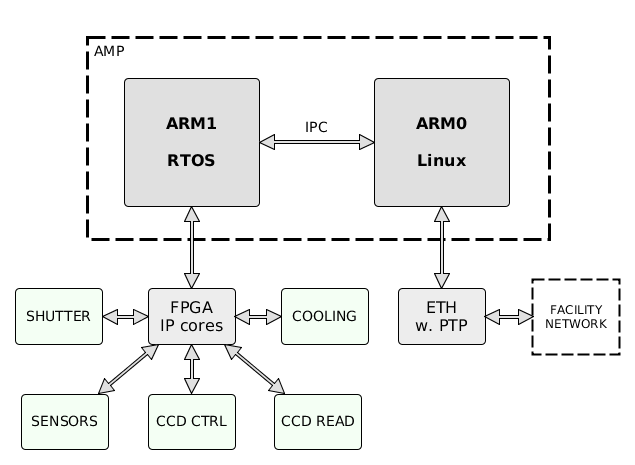 AMP
ARM1
RTOS
IPC
ARM0
Linux
SHUTTER
FPGA
IP cores
COOLING
ETH
w. PTP
FACILITY
NETWORK
SENSORS
CCD CTRL
CCD READ